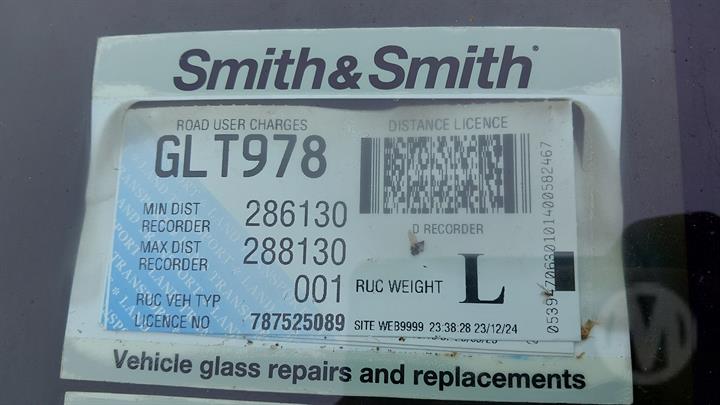 Smith&Smith®
ROAD USER CHARGES
DISTANCE LICENCE
GLT978
MIN DIST RECORDER 286130
D RECORDER
MAX DIST RECORDER 288130
RUC VEH TYP 001
RUC WEIGHT L
LICENCE NO 787525089
SITE WEB9999 23:38:28 23/12/24
Vehicle glass repairs and replacements